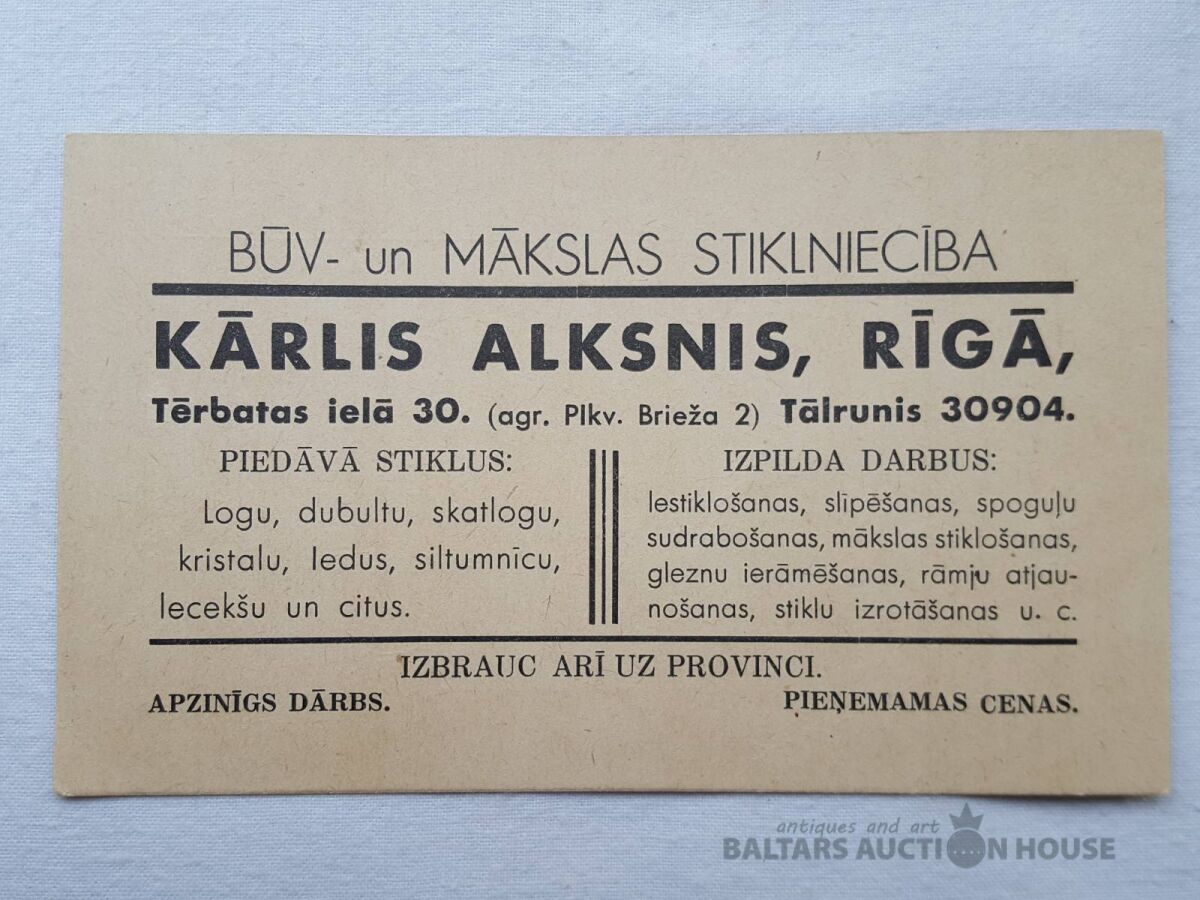 BŪV- un MĀKSLAS STIKLNIECĪBA
KĀRLIS ALKSNIS, RĪGĀ,
Tērbatas ielā 30. (agr. Plkv. Brieža 2) Tālrunis 30904.
PIEDĀVĀ STIKLUS:
Logu, dubultu, skatlogu,
kristalu, ledus, siltumnīcu,
lecekšu un citus.
IZPILDA DARBUS:
Iestiklošanas, slīpēšanas, spoguļu
sudrabošanas, mākslas stiklošanas,
gleznu ierāmēšanas, rāmju atjau-
nošanas, stiklu izrotāšanas u. c.
IZBRAUC ARĪ UZ PROVINCI.
APZINĪGS DĀRBS.
PIEŅEMAMAS CENAS.
antiques and art
BALTARS AUCTION HOUSE